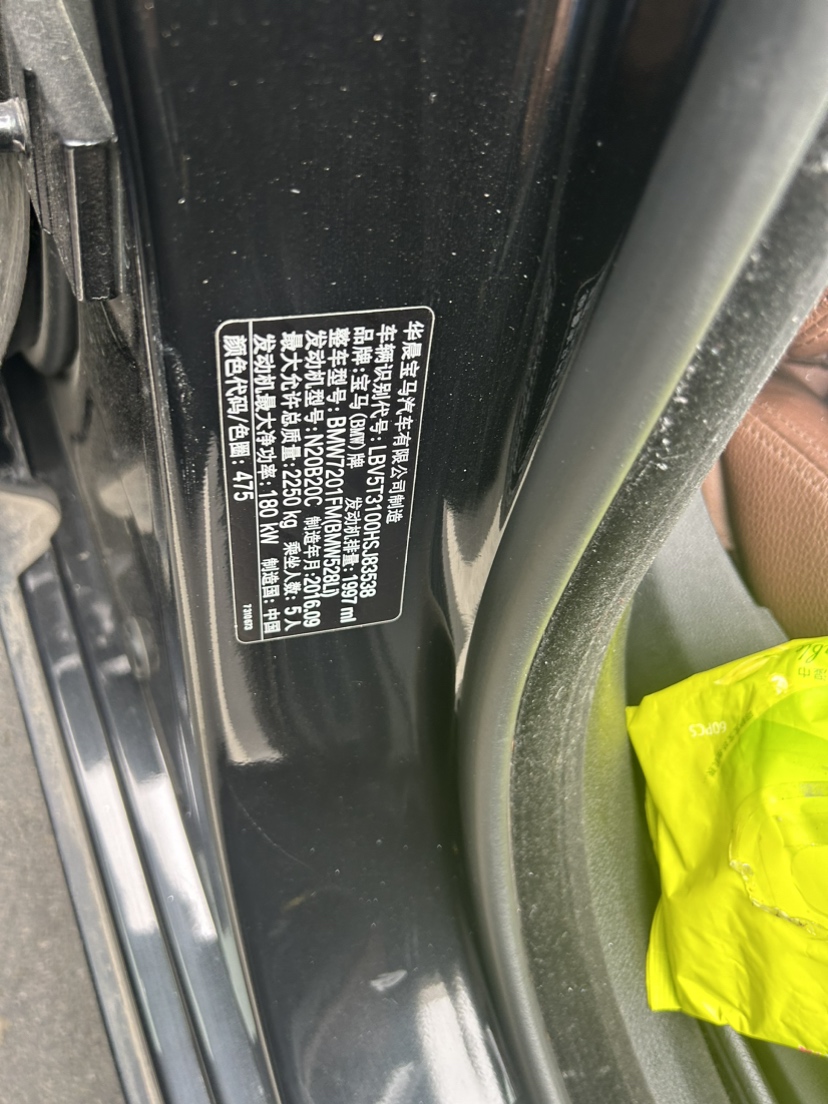 华晨宝马汽车有限公司制造
车辆识别代号: LBV5T3100HSJ83538
品牌: 宝马(BMW)牌 发动机排量: 1997 ml
整车型号: BMW7201FM(BMW528Li)
发动机型号: N20B20C 制造年月: 2016.09
最大允许总质量: 2250 kg 乘坐人数: 5 人
发动机最大净功率: 180 kW 制造国: 中国
颜色代码/色圈: 475
60PCS